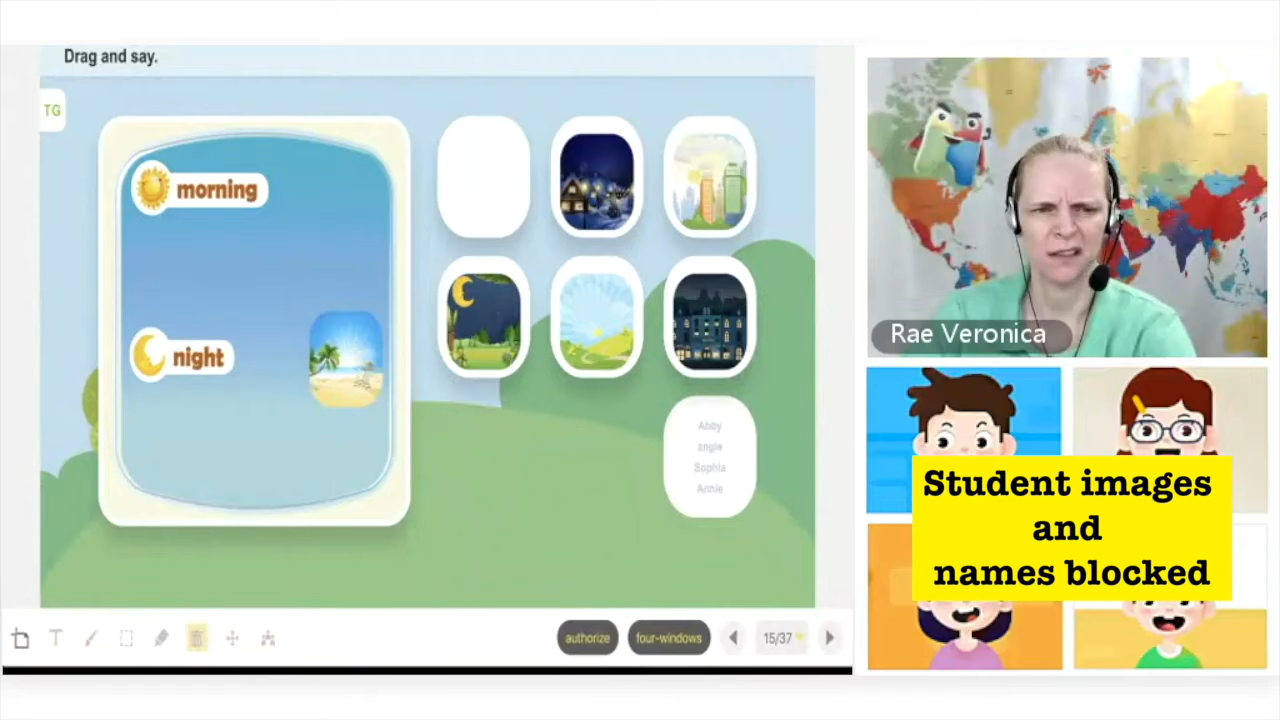 Drag and say.
TG
morning
night
Abby
angle
Sophia
Annie
authorize
four-windows
15/37
Rae Veronica
Student images
and
names blocked